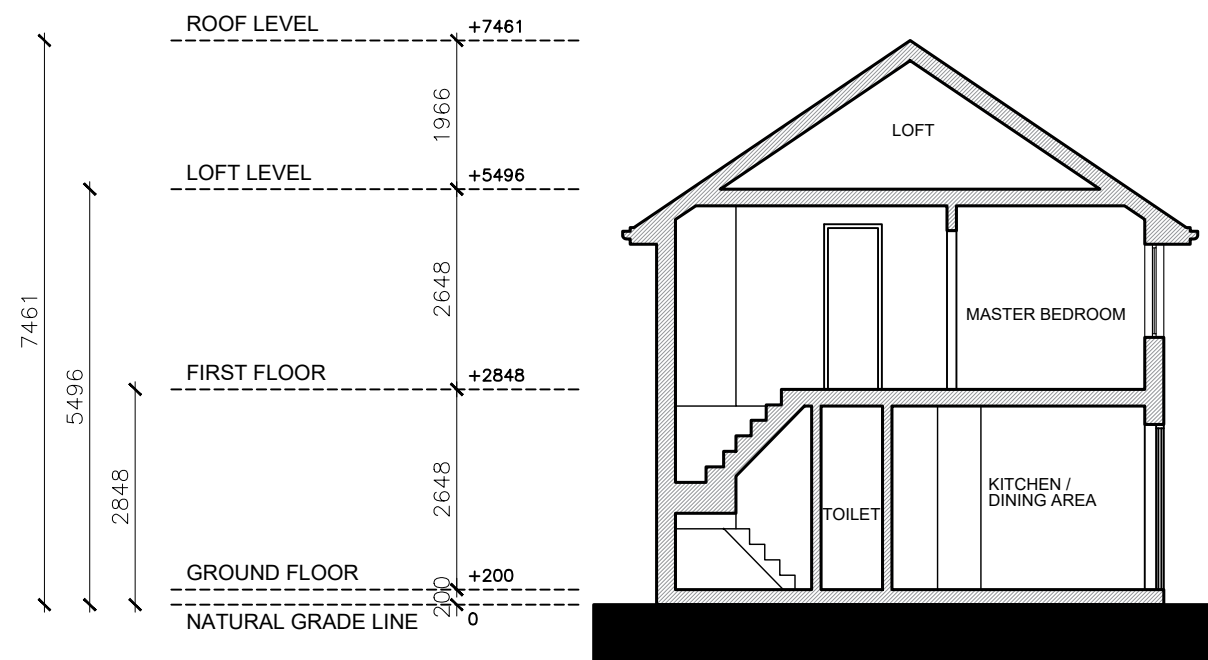 ROOF LEVEL
+7461
1966
LOFT
LOFT LEVEL
+5496
7461
5496
2648
MASTER BEDROOM
FIRST FLOOR
+2848
2848
2648
KITCHEN /
DINING AREA
TOILET
GROUND FLOOR
+200
200
NATURAL GRADE LINE
0